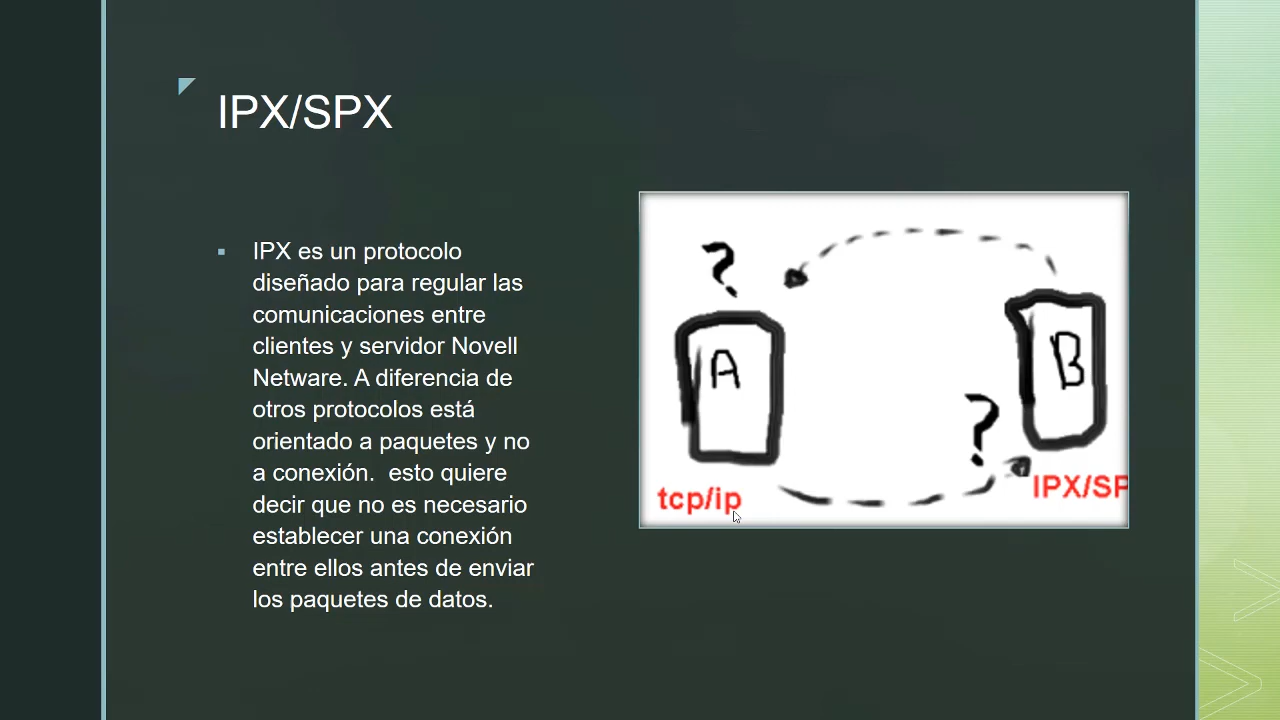 IPX/SPX
IPX es un protocolo
diseñado para regular las
comunicaciones entre
clientes y servidor Novell
Netware. A diferencia de
otros protocolos está
orientado a paquetes y no
a conexión.  esto quiere
decir que no es necesario
establecer una conexión
entre ellos antes de enviar
los paquetes de datos.
?
A
B
?
tcp/ip
IPX/SP